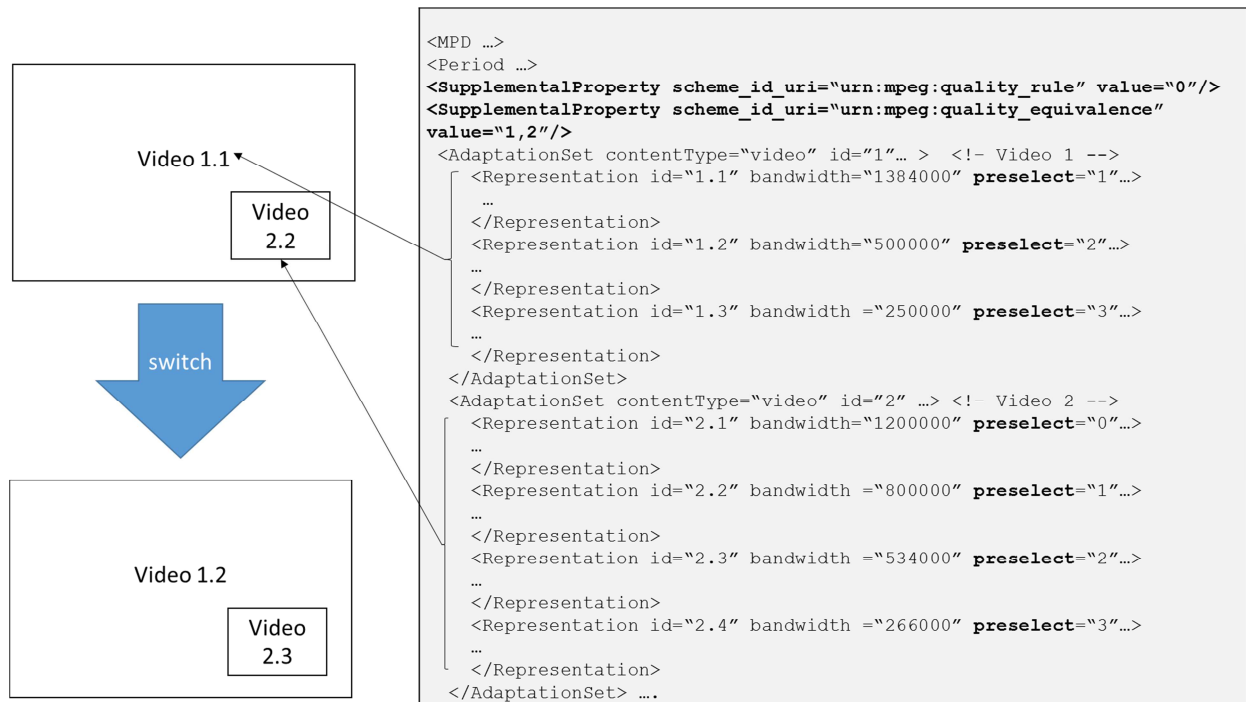 Video 1.1
Video
2.2
switch
Video 1.2
Video
2.3
<MPD …>
<Period …>
<SupplementalProperty scheme_id_uri=“urn:mpeg:quality_rule” value=“0”/>
<SupplementalProperty scheme_id_uri=“urn:mpeg:quality_equivalence”
value=“1,2”/>
<AdaptationSet contentType=“video” id=”1”… > <!– Video 1 -->
<Representation id=“1.1” bandwidth=“1384000” preselect=“1”…>
…
</Representation>
<Representation id=“1.2” bandwidth=“500000” preselect=“2”…>
…
</Representation>
<Representation id=“1.3” bandwidth =“250000” preselect=“3”…>
…
</Representation>
</AdaptationSet>
<AdaptationSet contentType=“video” id=”2” …> <!– Video 2 -->
<Representation id=“2.1” bandwidth=“1200000” preselect=“0”…>
…
</Representation>
<Representation id=“2.2” bandwidth =“800000” preselect=“1”…>
…
</Representation>
<Representation id=“2.3” bandwidth =“534000” preselect=“2”…>
…
</Representation>
<Representation id=“2.4” bandwidth =“266000” preselect=“3”…>
…
</Representation>
</AdaptationSet> ….